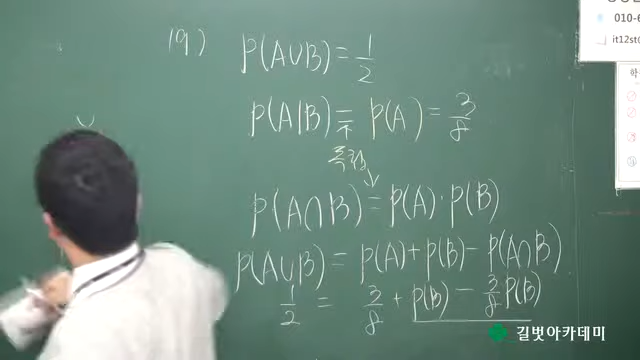 19) P(A∪B) = 1/2
P(A|B) = P(A) = 3/8
독립
P(A∩B) = P(A)·P(B)
P(A∪B) = P(A) + P(B) - P(A∩B)
1/2 = 3/8 + P(B) - 3/8 P(B)
길벗아카데미
010-6
it12st@